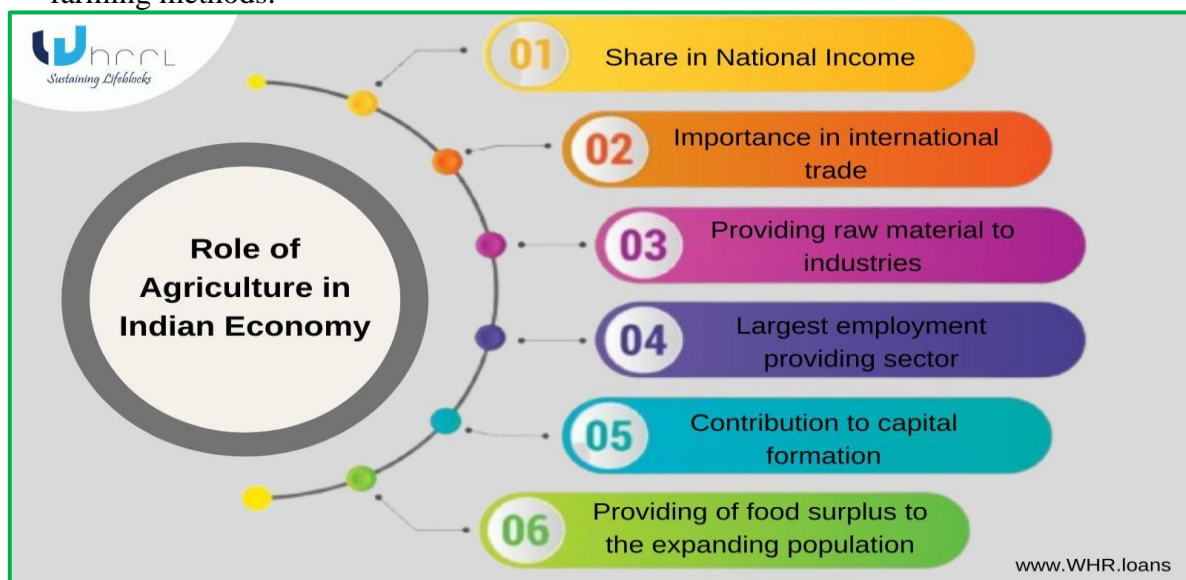 farming methods.
Whrrl
Sustaining Lifeblocks
01 Share in National Income
02 Importance in international
trade
03 Providing raw material to
industries
Role of
Agriculture in
Indian Economy
04 Largest employment
providing sector
05 Contribution to capital
formation
06 Providing of food surplus to
the expanding population
www.WHR.loans